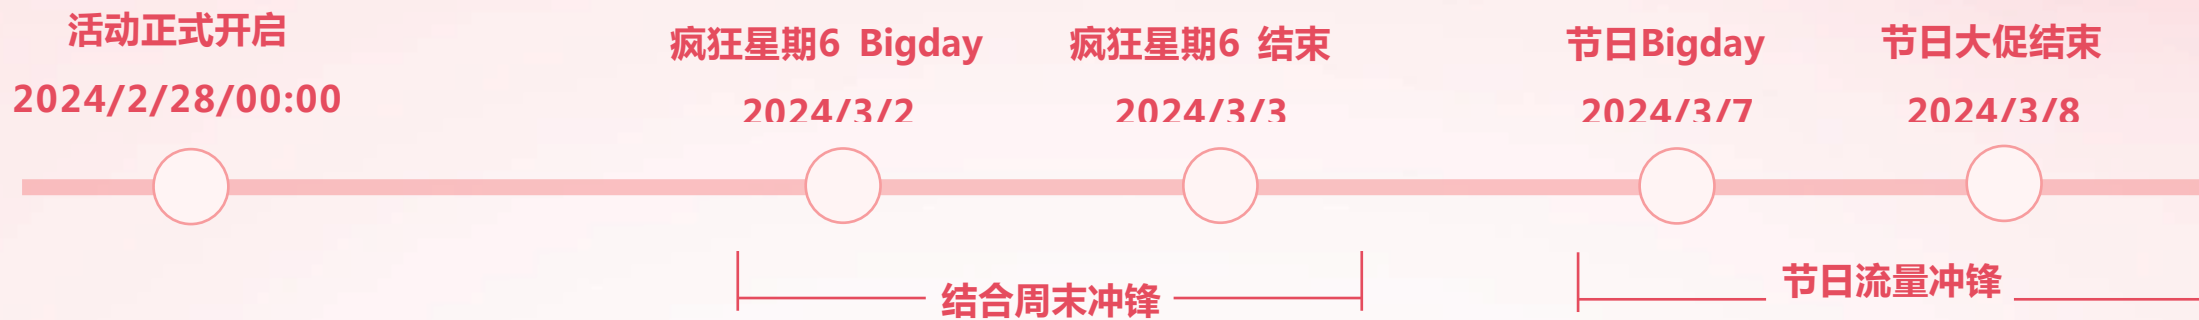 活动正式开启
2024/2/28/00:00
疯狂星期6 Bigday
2024/3/2
疯狂星期6 结束
2024/3/3
节日Bigday
2024/3/7
节日大促结束
2024/3/8
结合周末冲锋
节日流量冲锋